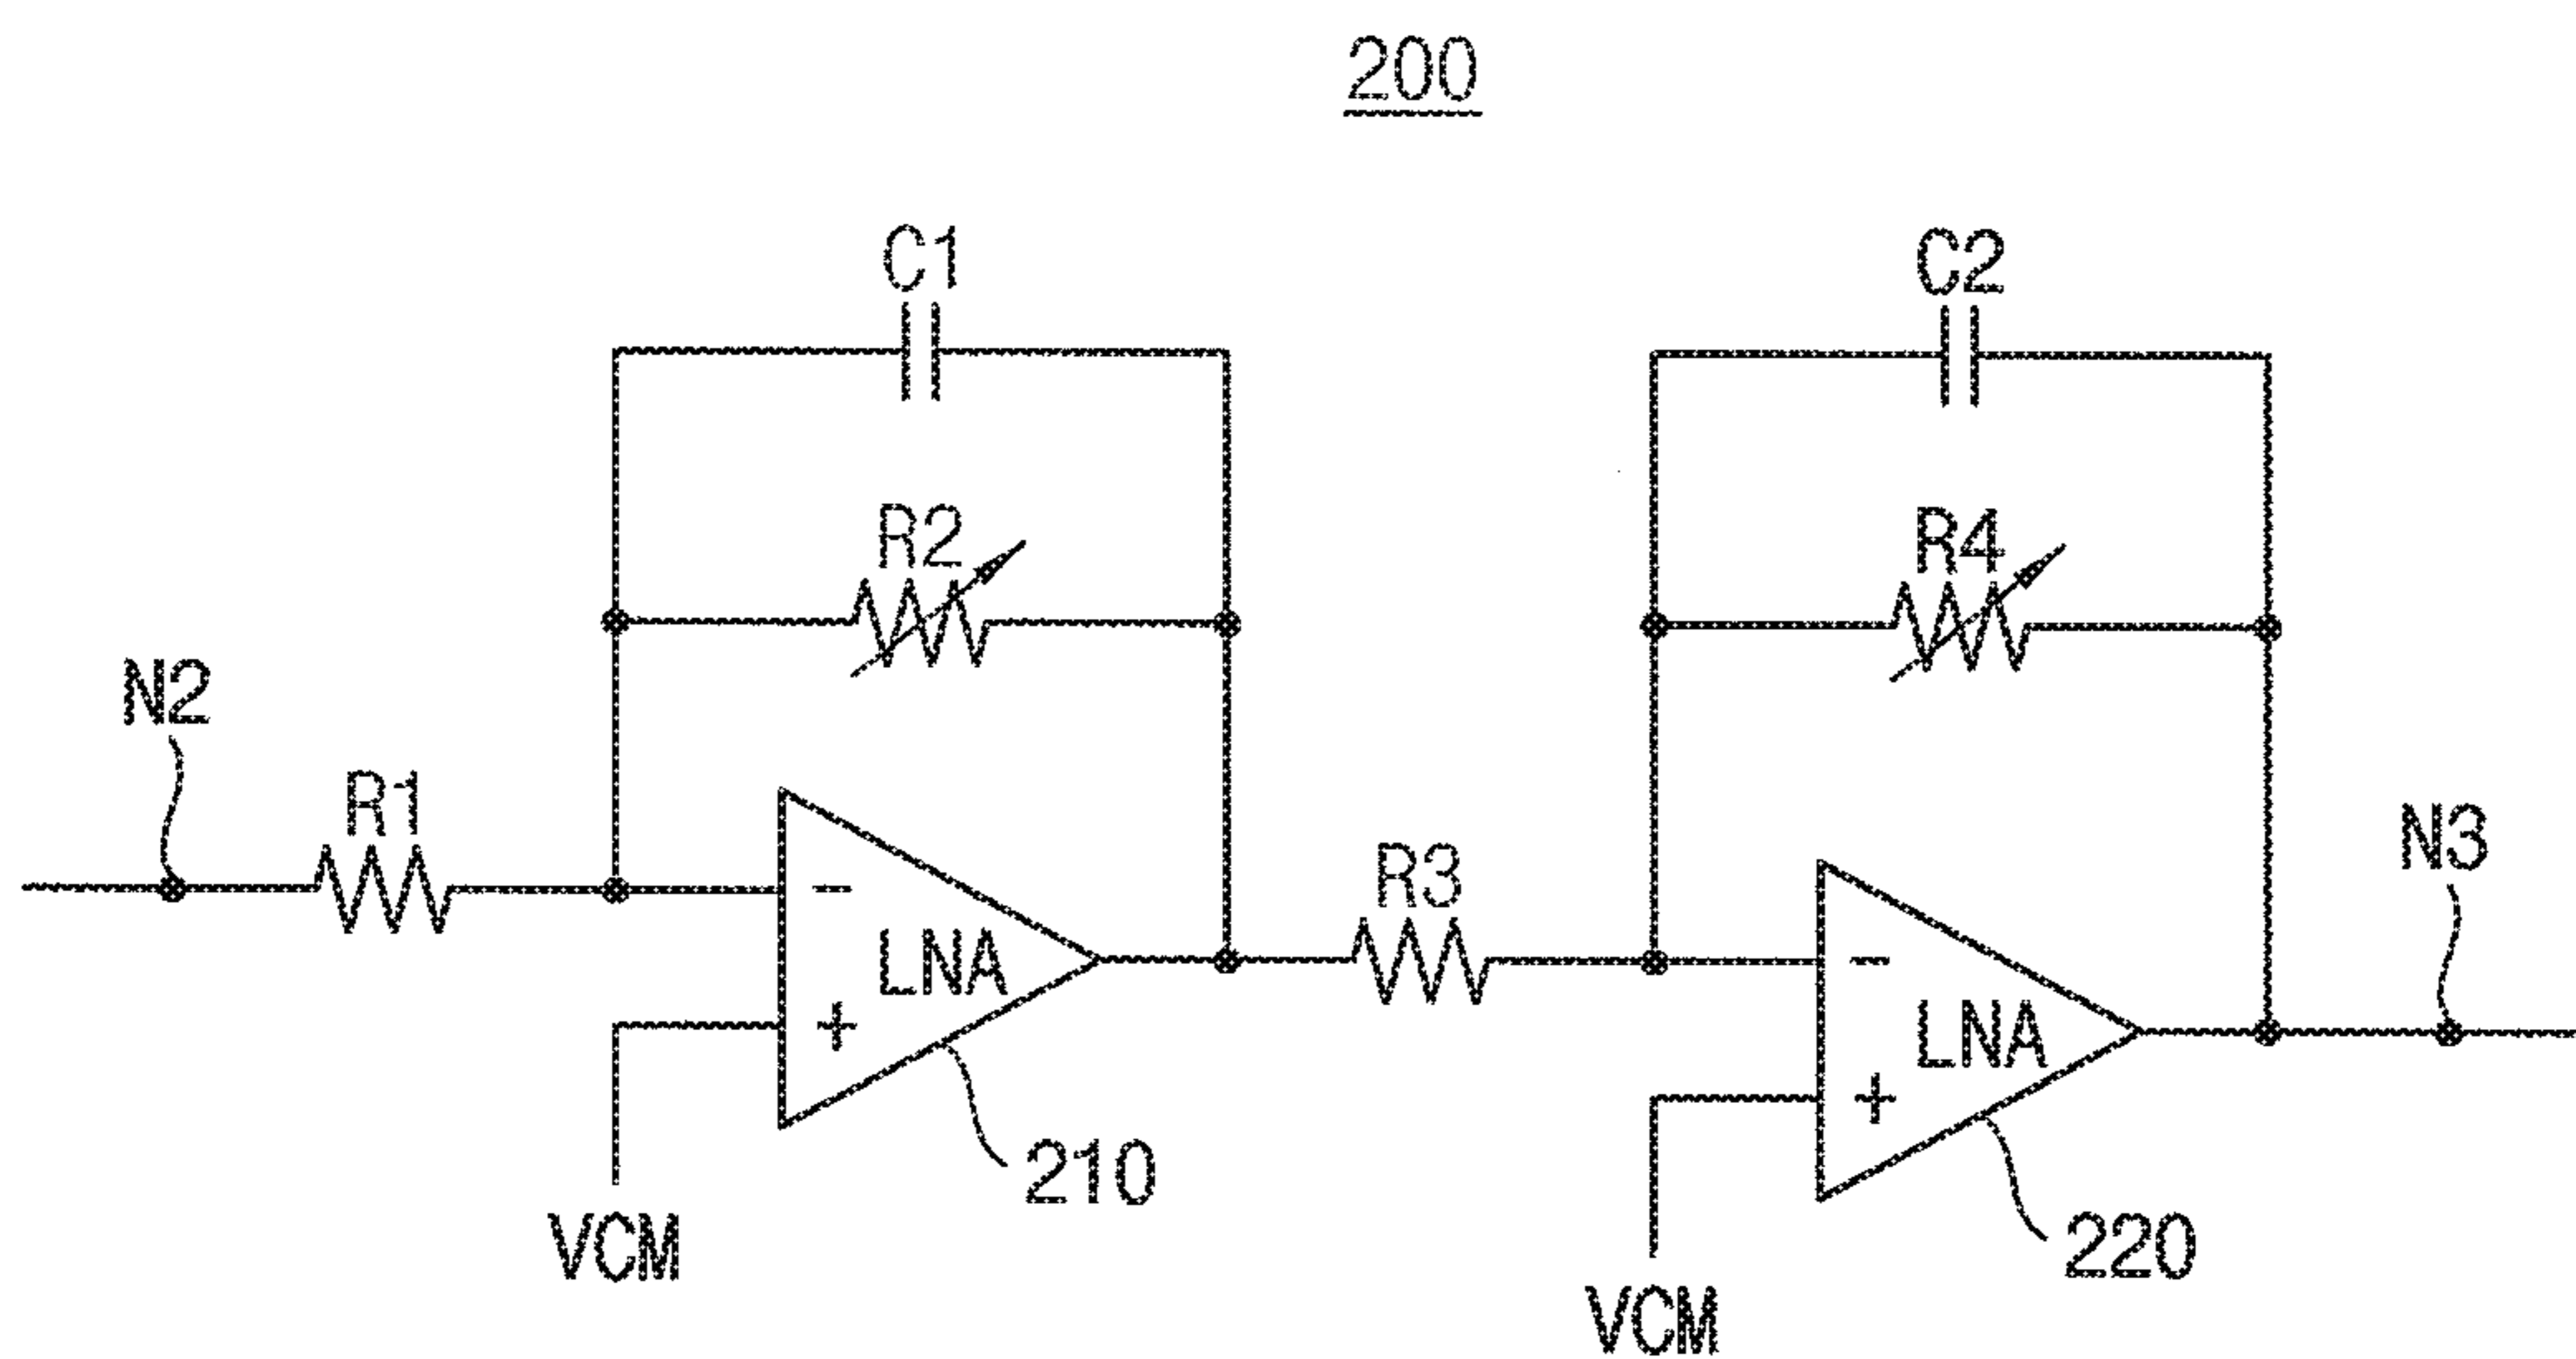 200
C1
C2
R2
R4
N2
R1
R3
N3
−
LNA
+
−
LNA
+
210
220
VCM
VCM